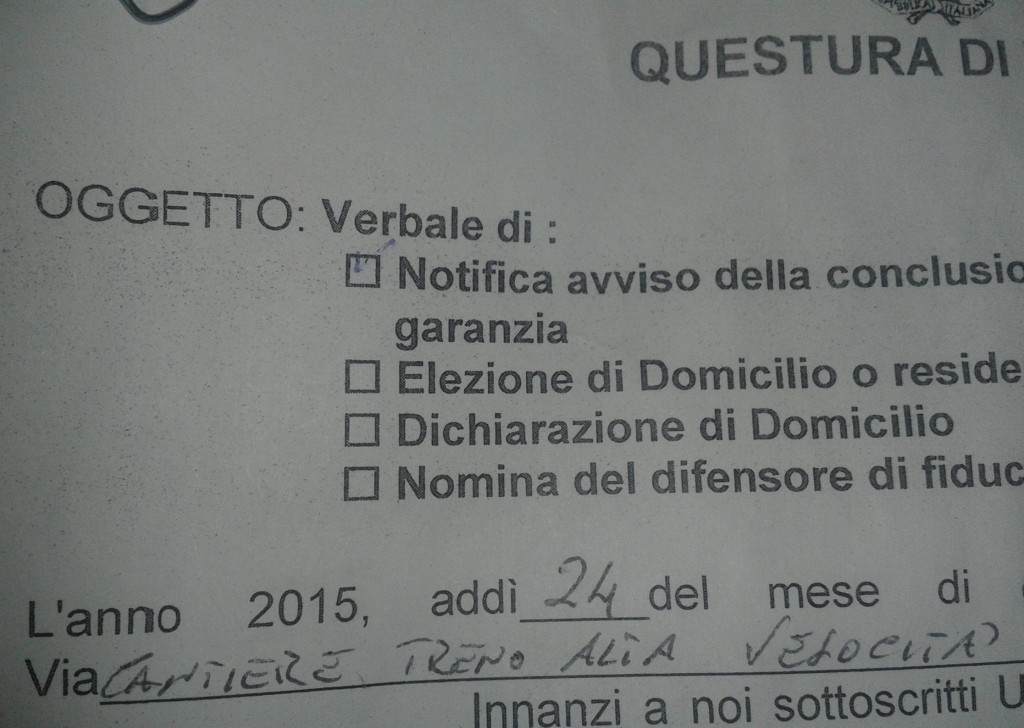 QUESTURA DI
OGGETTO: Verbale di :
Notifica avviso della conclusio
garanzia
Elezione di Domicilio o reside
Dichiarazione di Domicilio
Nomina del difensore di fiduc
L'anno 2015, addì 24 del mese di
Via CANTIERE TRENO ALTA VELOCITA'
Innanzi a noi sottoscritti U